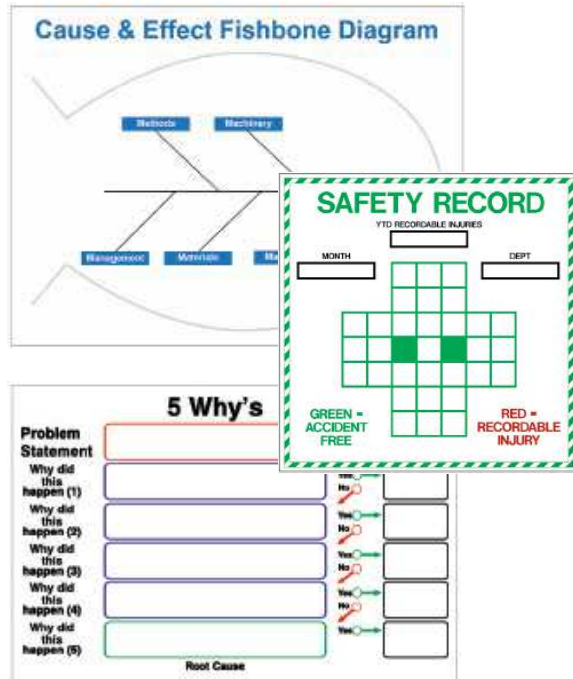 Cause & Effect Fishbone Diagram
Methods
Machinery
Management
Materials
SAFETY RECORD
YTD RECORDABLE INJURIES
MONTH
DEPT
GREEN =
ACCIDENT
FREE
RED =
RECORDABLE
INJURY
5 Why's
Problem
Statement
Why did
this
happen (1)
Yes
No
Why did
this
happen (2)
Yes
No
Why did
this
happen (3)
Yes
No
Why did
this
happen (4)
Yes
No
Why did
this
happen (5)
Yes
Root Cause